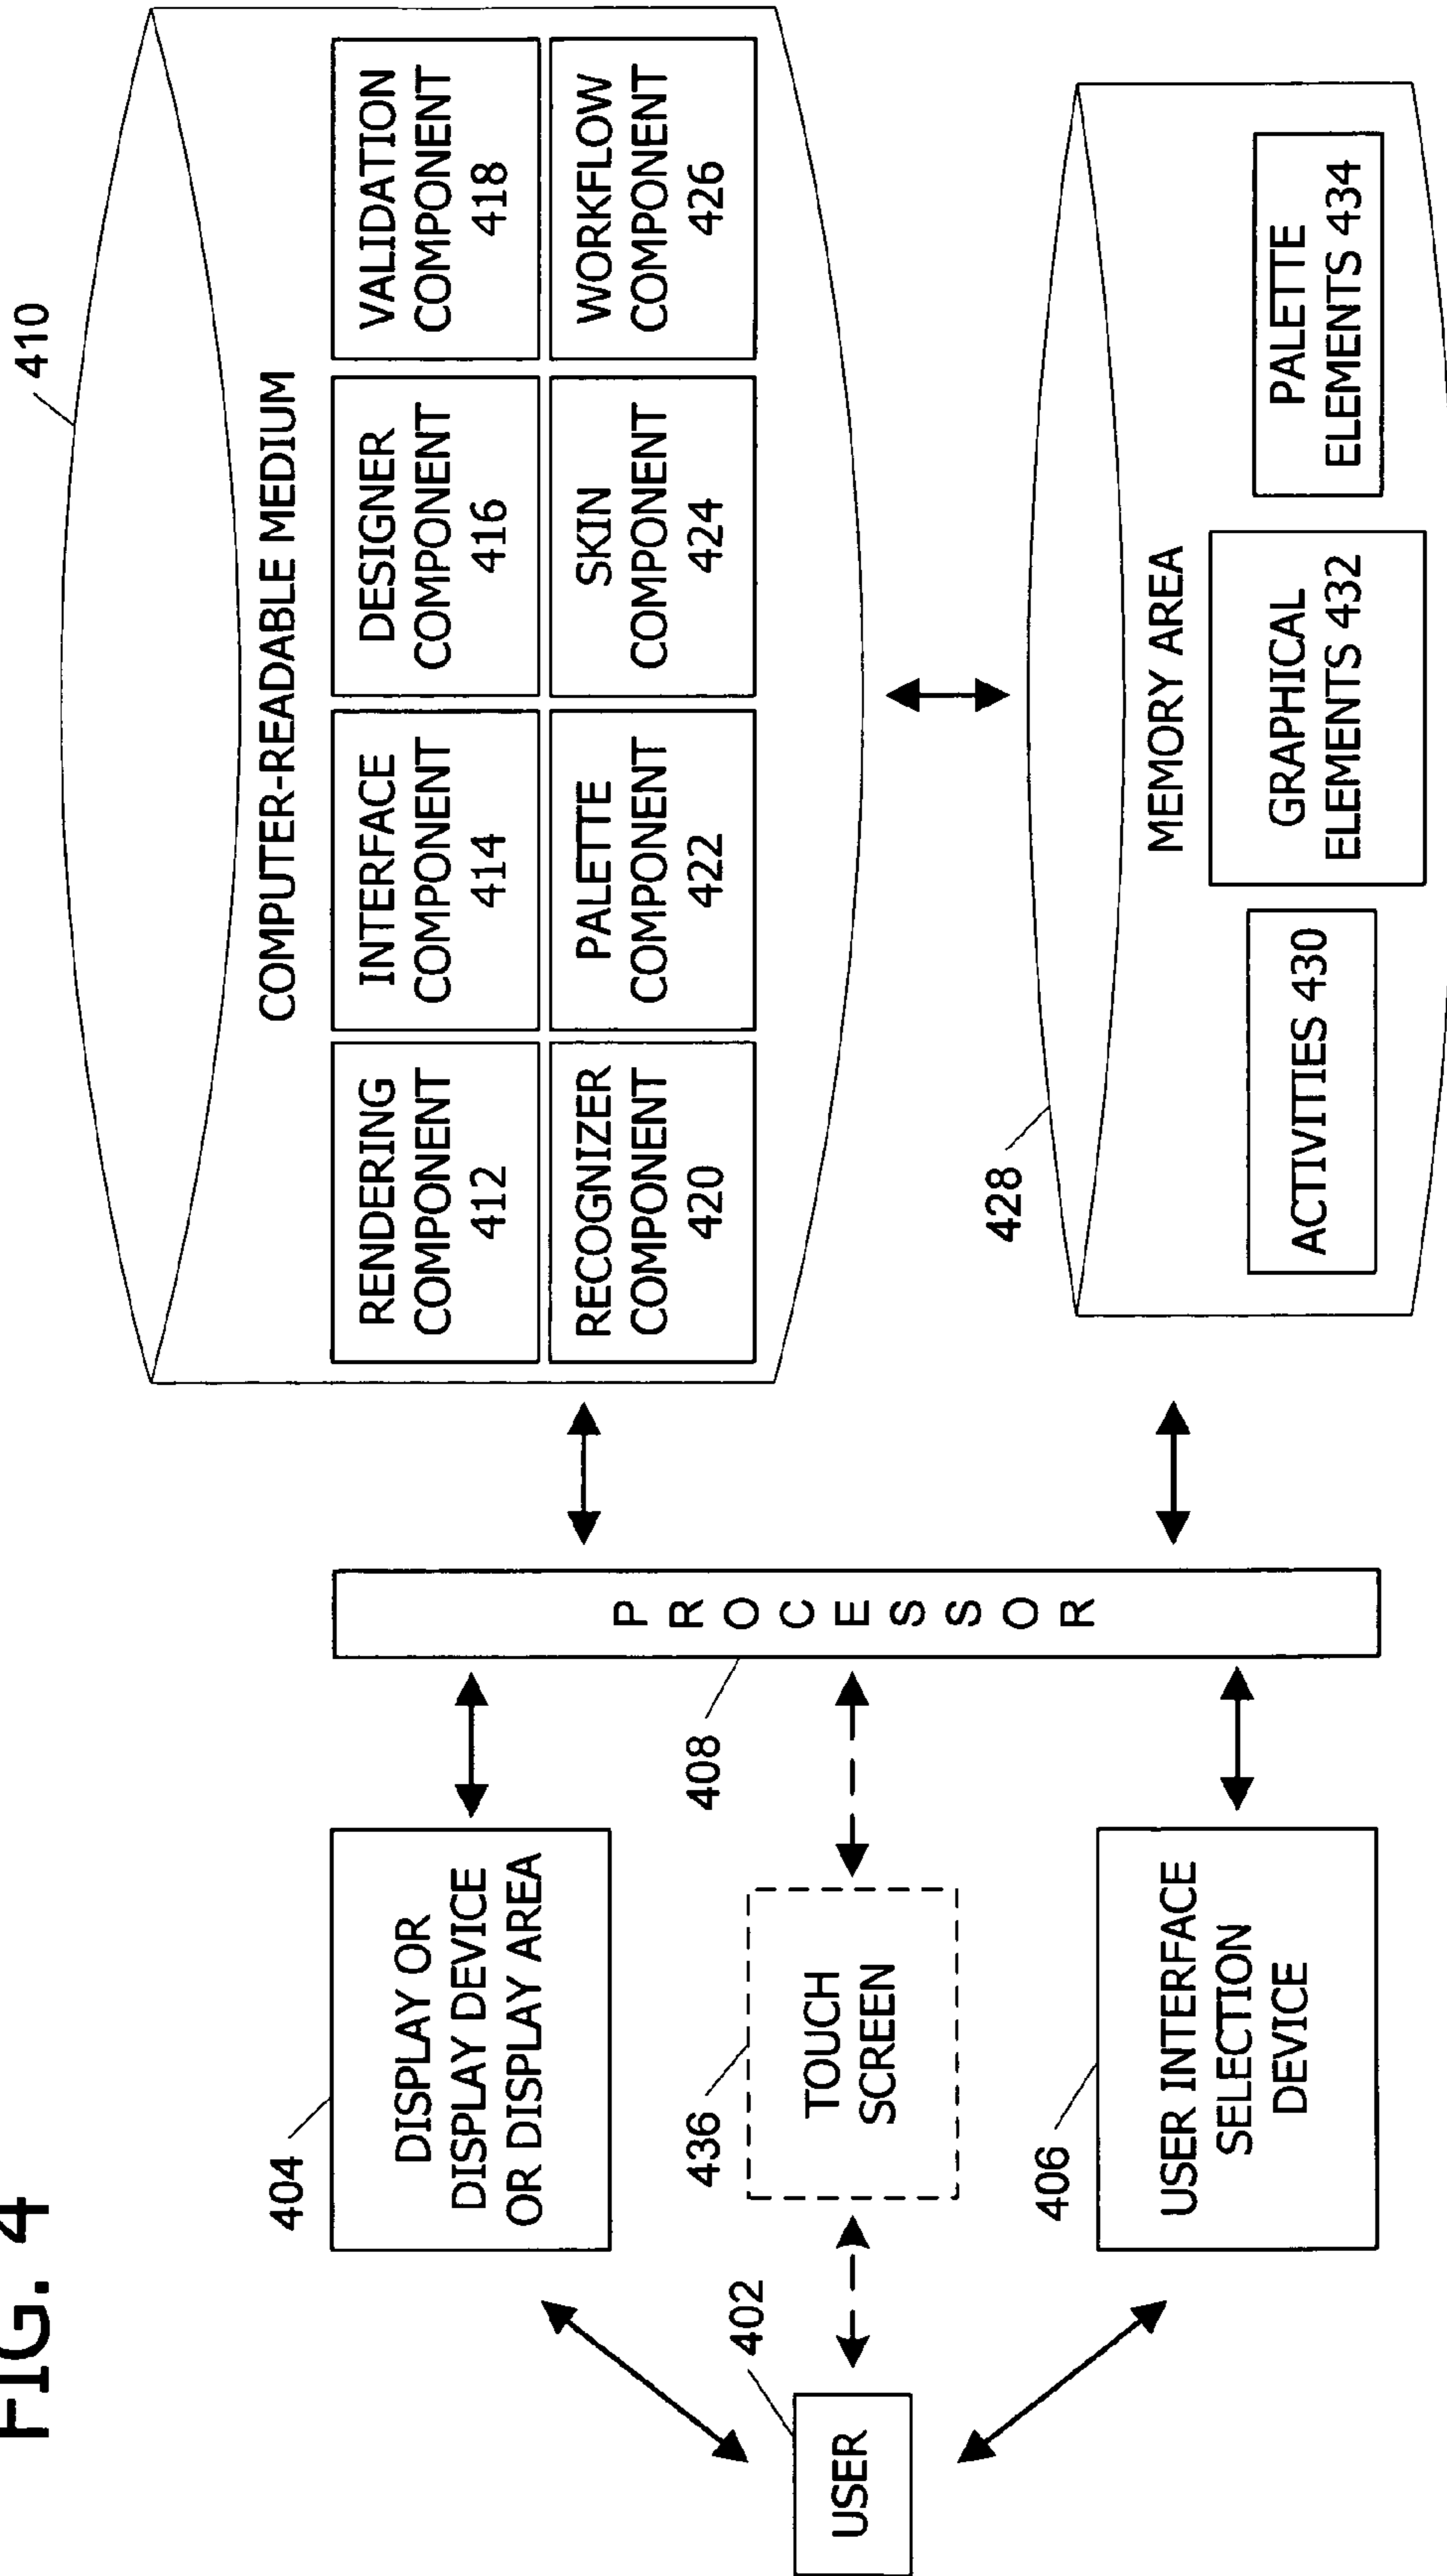 FIG. 4
410
COMPUTER-READABLE MEDIUM
RENDERING
COMPONENT
412
INTERFACE
COMPONENT
414
DESIGNER
COMPONENT
416
VALIDATION
COMPONENT
418
RECOGNIZER
COMPONENT
420
PALETTE
COMPONENT
422
SKIN
COMPONENT
424
WORKFLOW
COMPONENT
426
404
DISPLAY OR
DISPLAY DEVICE
OR DISPLAY AREA
402
USER
436
TOUCH
SCREEN
406
USER INTERFACE
SELECTION
DEVICE
408
PROCESSOR
428
MEMORY AREA
ACTIVITIES 430
GRAPHICAL
ELEMENTS 432
PALETTE
ELEMENTS 434